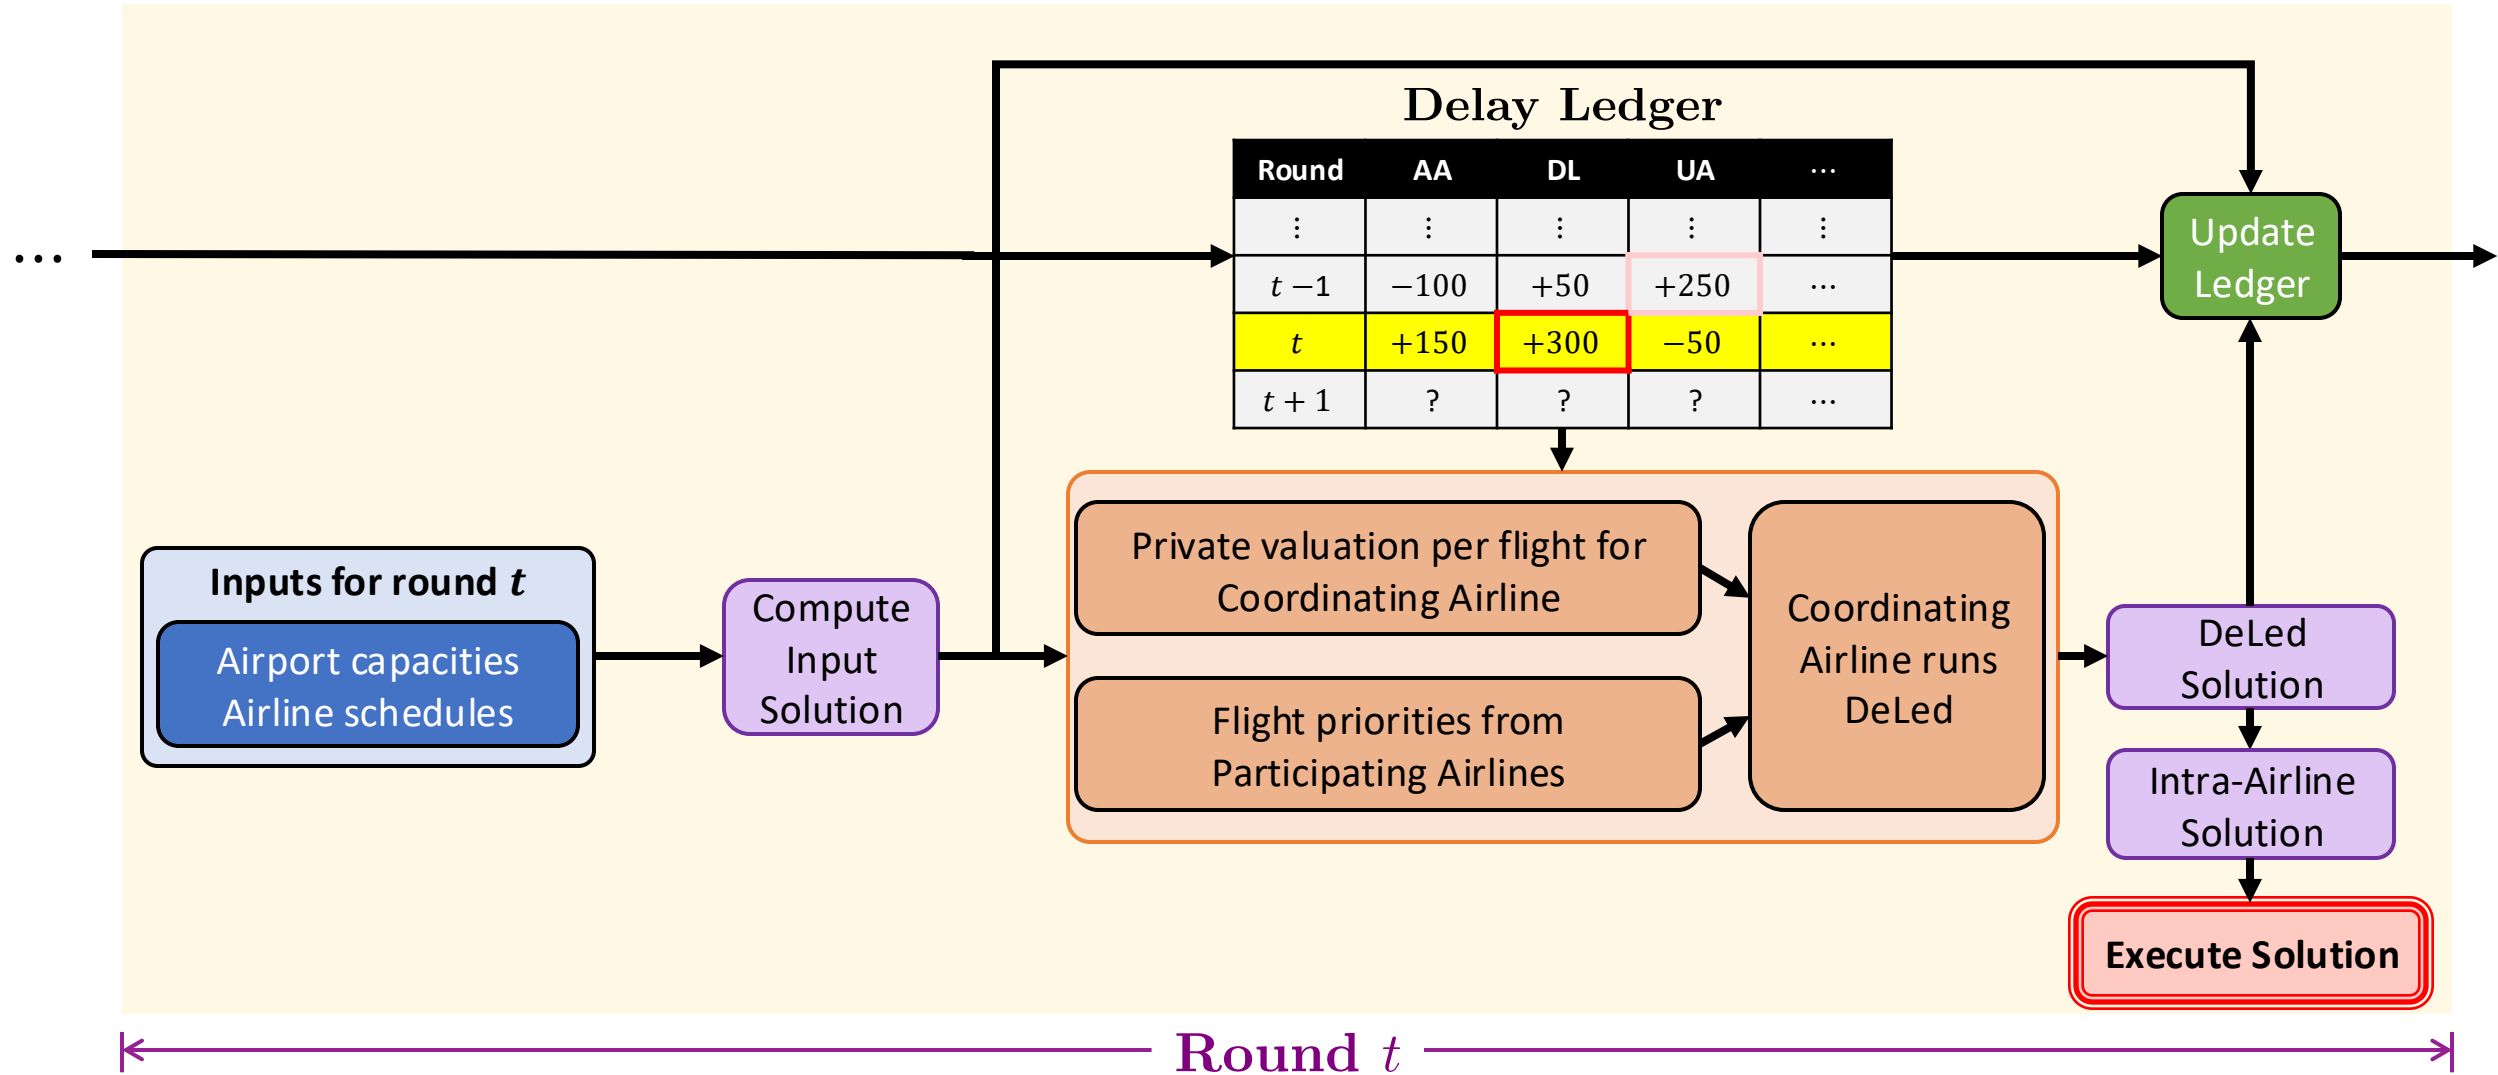 Delay Ledger
Round AA DL UA ⋯
⋮ ⋮ ⋮ ⋮ ⋮
t −1 −100 +50 +250 ⋯
t +150 +300 −50 ⋯
t + 1 ? ? ? ⋯
...
Update
Ledger
Inputs for round t
Airport capacities
Airline schedules
Compute
Input
Solution
Private valuation per flight for
Coordinating Airline
Flight priorities from
Participating Airlines
Coordinating
Airline runs
DeLed
DeLed
Solution
Intra-Airline
Solution
Execute Solution
Round t